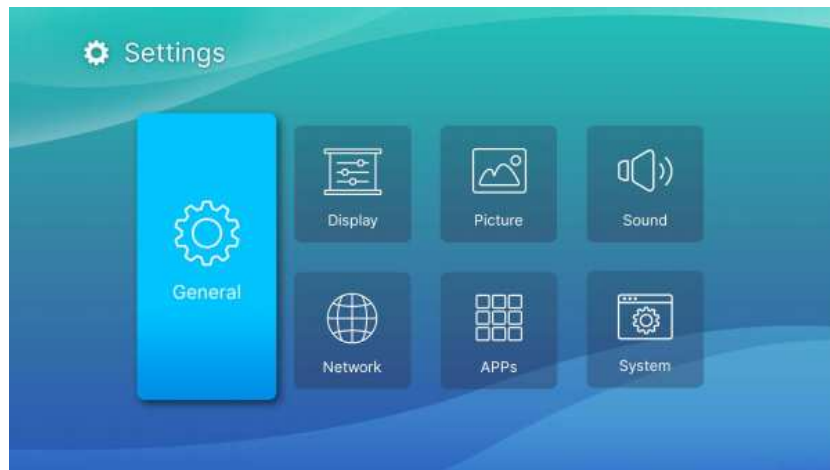 Settings
General
Display
Picture
Sound
Network
APPs
System